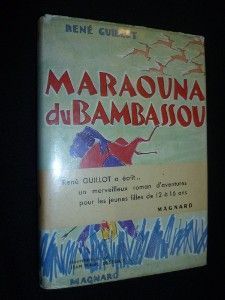 RENÉ GUILLOT
MARAOUNA
du BAMBASSOU
René GUILLOT a écrit...
un merveilleux roman d'aventures
pour les jeunes filles de 12 à 16 ans
MAGNARD
MAGNARD